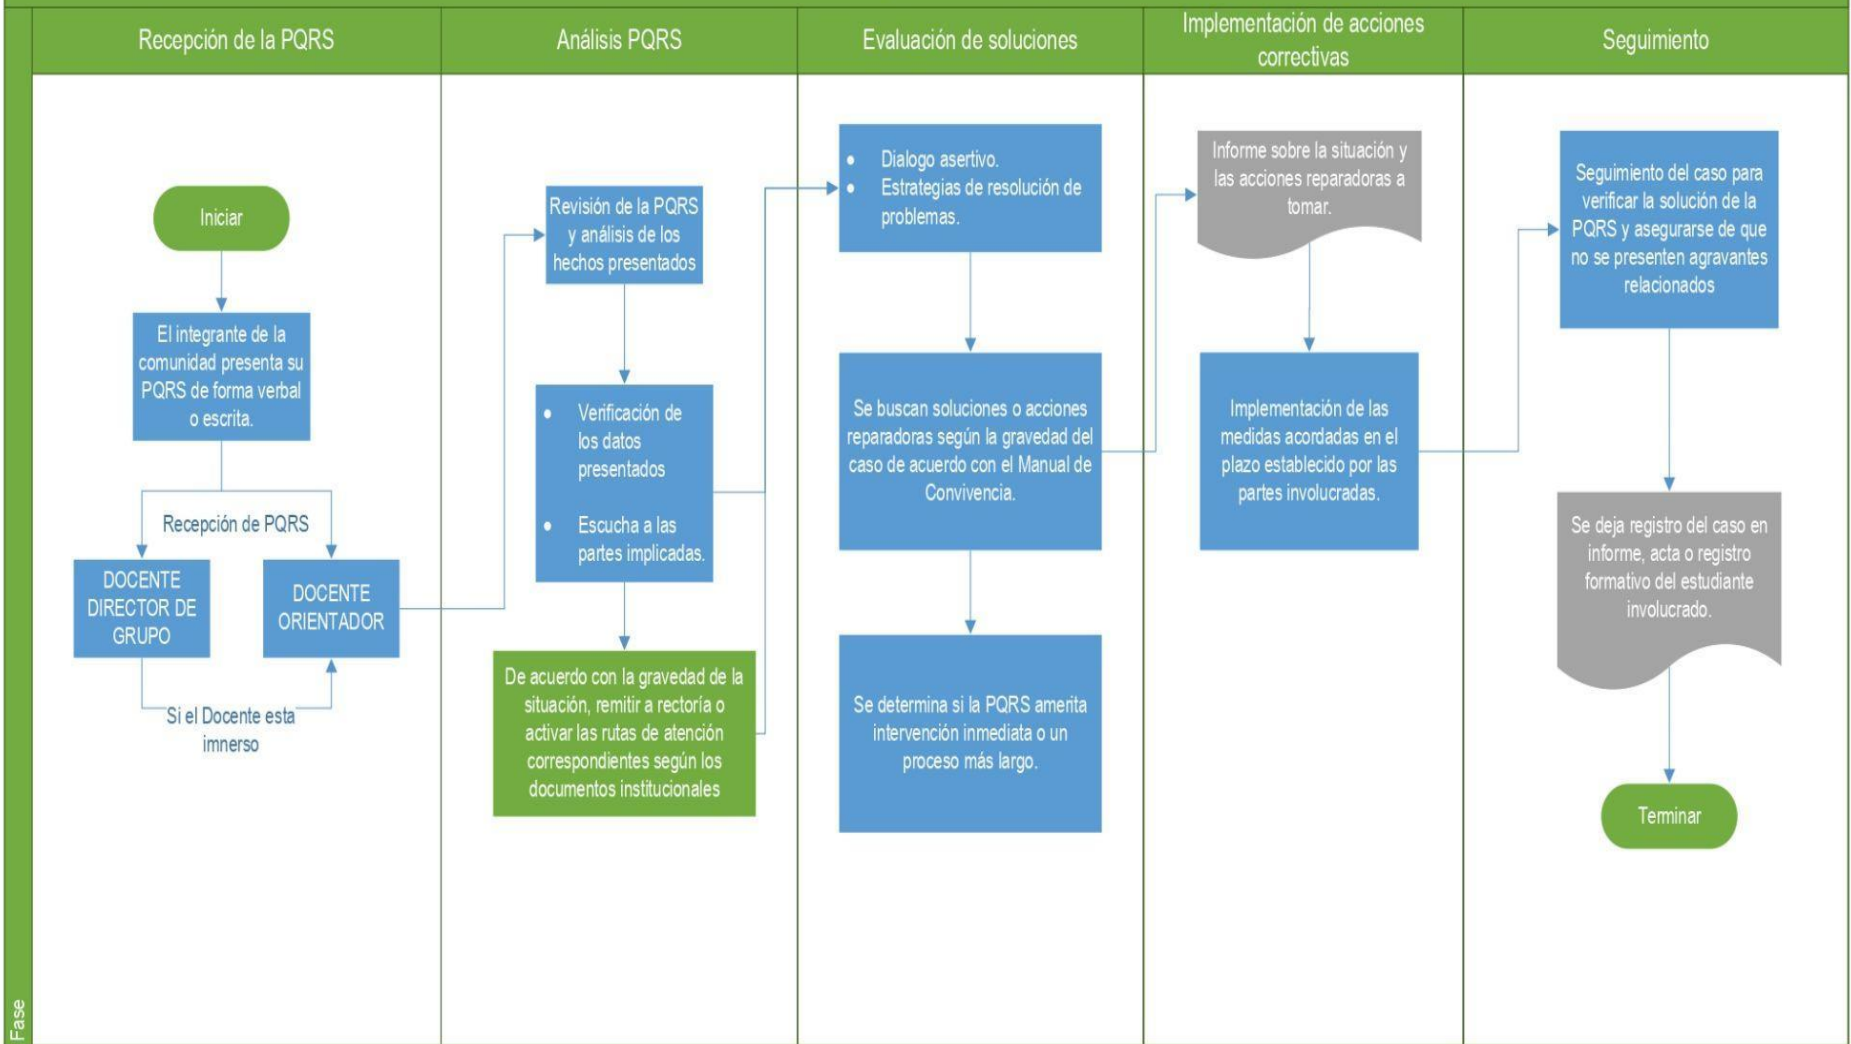 Recepción de la PQRS
Análisis PQRS
Evaluación de soluciones
Implementación de acciones
correctivas
Seguimiento
Iniciar
El integrante de la
comunidad presenta su
PQRS de forma verbal
o escrita.
Recepción de PQRS
DOCENTE
DIRECTOR DE
GRUPO
DOCENTE
ORIENTADOR
Si el Docente esta
imnerso
Revisión de la PQRS
y análisis de los
hechos presentados
• Verificación de
los datos
presentados
• Escucha a las
partes implicadas.
De acuerdo con la gravedad de la
situación, remitir a rectoría o
activar las rutas de atención
correspondientes según los
documentos institucionales
• Dialogo asertivo.
• Estrategias de resolución de
problemas.
Se buscan soluciones o acciones
reparadoras según la gravedad del
caso de acuerdo con el Manual de
Convivencia.
Se determina si la PQRS amerita
intervención inmediata o un
proceso más largo.
Informe sobre la situación y
las acciones reparadoras a
tomar.
Implementación de las
medidas acordadas en el
plazo establecido por las
partes involucradas.
Seguimiento del caso para
verificar la solución de la
PQRS y asegurarse de que
no se presenten agravantes
relacionados
Se deja registro del caso en
informe, acta o registro
formativo del estudiante
involucrado.
Terminar
Fase